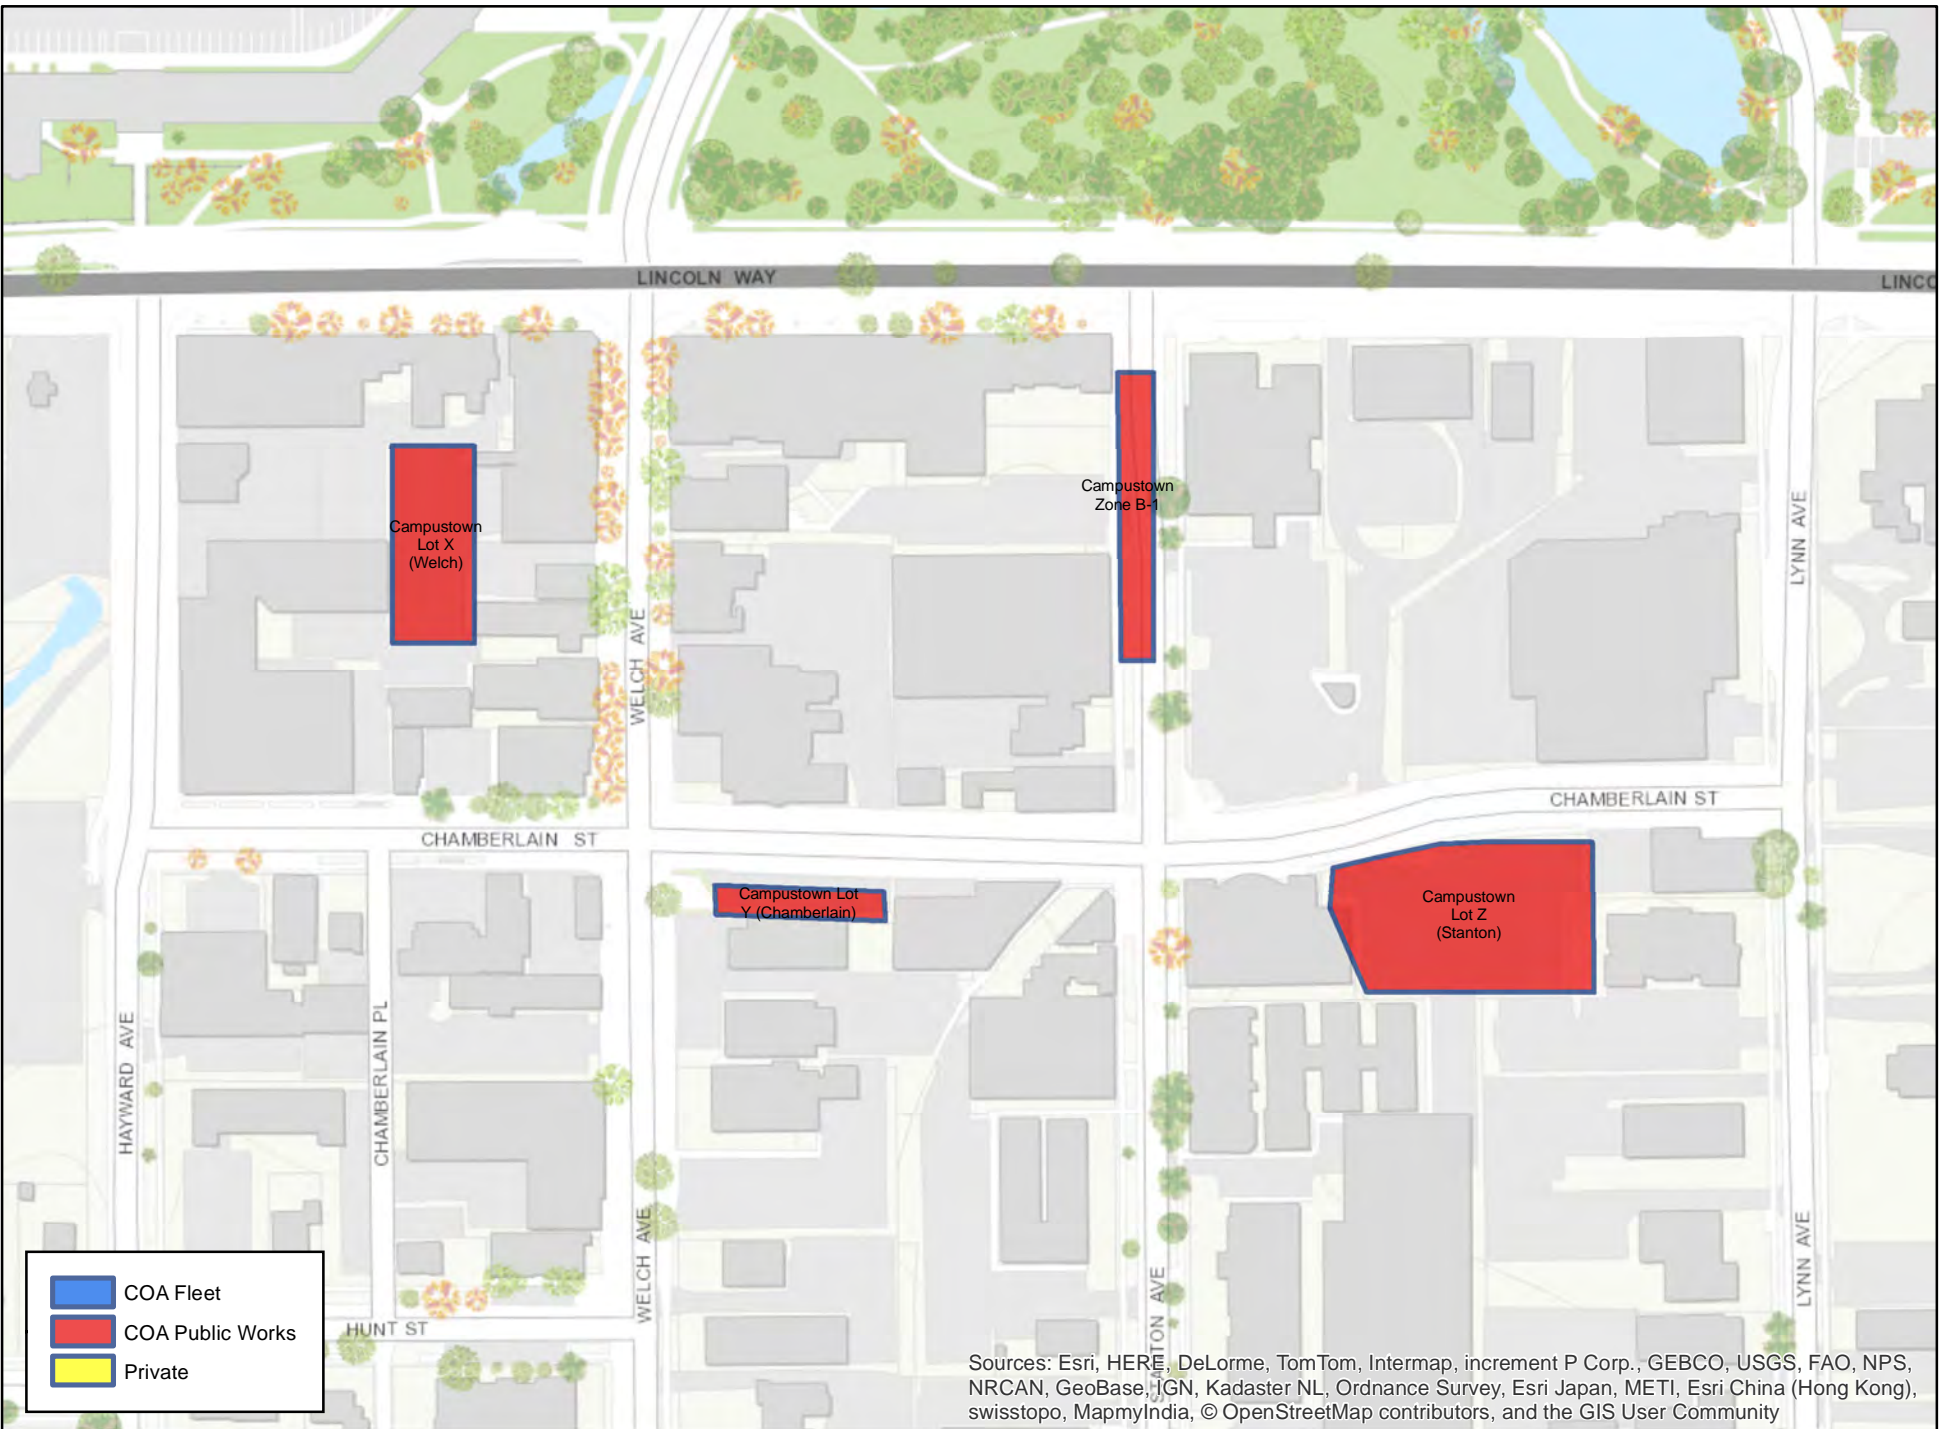 LINCOLN WAY
LINCO
Campustown
Zone B-1
Campustown
Lot X
(Welch)
LYNN AVE
WELCH AVE
CHAMBERLAIN ST
CHAMBERLAIN ST
Campustown Lot
Y (Chamberlain)
Campustown
Lot Z
(Stanton)
HAYWARD AVE
CHAMBERLAIN PL
WELCH AVE
STANTON AVE
LYNN AVE
HUNT ST
COA Fleet
COA Public Works
Private
Sources: Esri, HERE, DeLorme, TomTom, Intermap, increment P Corp., GEBCO, USGS, FAO, NPS,
NRCAN, GeoBase, IGN, Kadaster NL, Ordnance Survey, Esri Japan, METI, Esri China (Hong Kong),
swisstopo, MapmyIndia, © OpenStreetMap contributors, and the GIS User Community